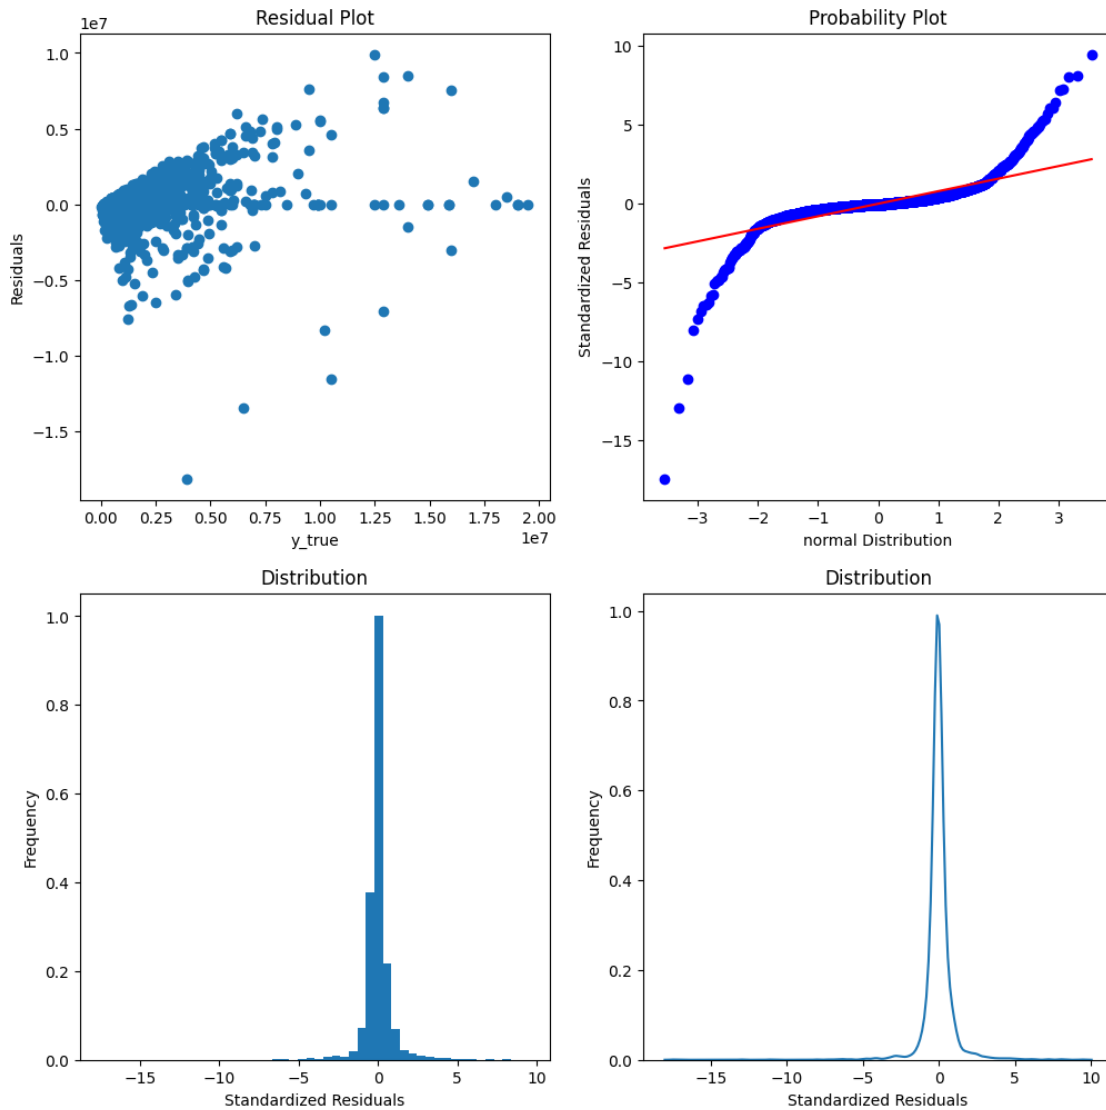 Residual Plot
1e7
1.0
0.5
0.0
−0.5
−1.0
−1.5
Residuals
0.00 0.25 0.50 0.75 1.00 1.25 1.50 1.75 2.00
1e7
y_true
Probability Plot
10
5
0
−5
−10
−15
Standardized Residuals
−3 −2 −1 0 1 2 3
normal Distribution
Distribution
1.0
0.8
0.6
0.4
0.2
0.0
Frequency
−15 −10 −5 0 5 10
Standardized Residuals
Distribution
1.0
0.8
0.6
0.4
0.2
0.0
Frequency
−15 −10 −5 0 5 10
Standardized Residuals